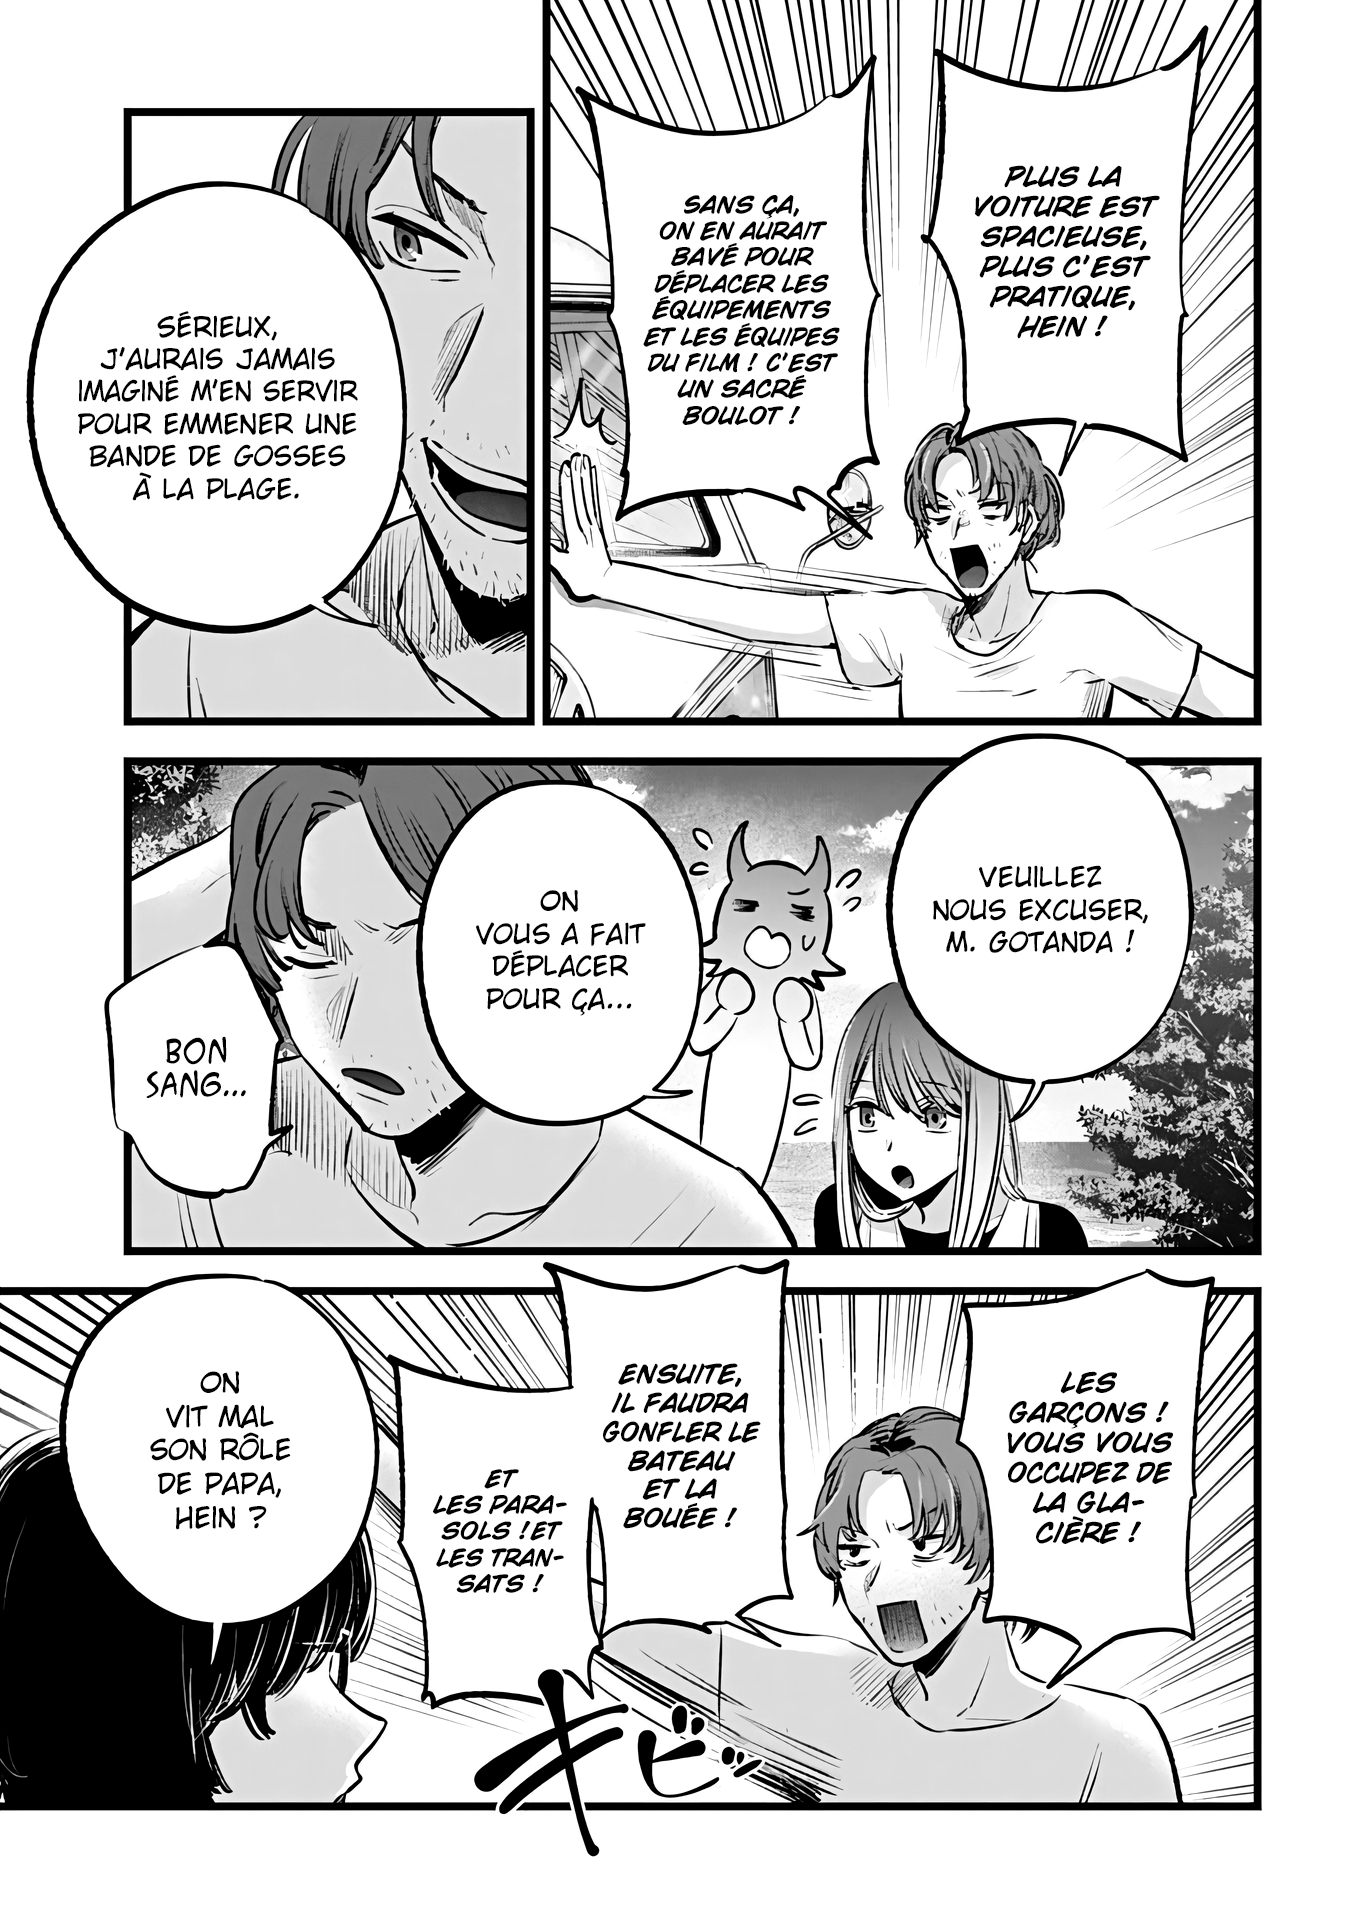 PLUS LA
VOITURE EST
SPACIEUSE,
PLUS C'EST
PRATIQUE,
HEIN !
SANS ÇA,
ON EN AURAIT
BAVÉ POUR
DÉPLACER LES
ÉQUIPEMENTS
ET LES ÉQUIPES
DU FILM ! C'EST
UN SACRÉ
BOULOT !
SÉRIEUX,
J'AURAIS JAMAIS
IMAGINÉ M'EN SERVIR
POUR EMMENER UNE
BANDE DE GOSSES
À LA PLAGE.
VEUILLEZ
NOUS EXCUSER,
M. GOTANDA !
ON
VOUS A FAIT
DÉPLACER
POUR ÇA...
BON
SANG...
LES
GARÇONS !
VOUS VOUS
OCCUPEZ DE
LA GLA-
CIÈRE !
ENSUITE,
IL FAUDRA
GONFLER LE
BATEAU
ET LA
BOUÉE !
ET
LES PARA-
SOLS ! ET
LES TRAN-
SATS !
キビッ
ON
VIT MAL
SON RÔLE
DE PAPA,
HEIN ?